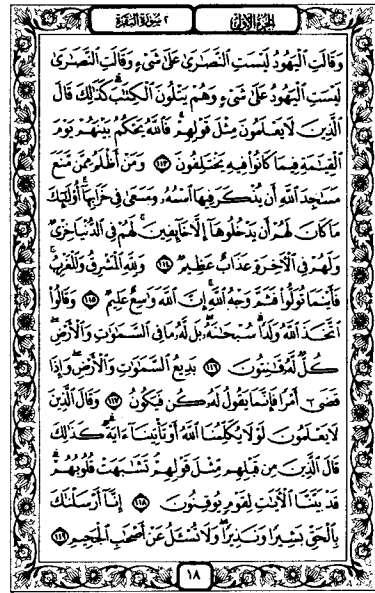 الجزء الأول
٢ سورة البقرة
وَقَالَتِ ٱلْيَهُودُ لَيْسَتِ ٱلنَّصَٰرَىٰ عَلَىٰ شَىْءٍ وَقَالَتِ ٱلنَّصَٰرَىٰ
لَيْسَتِ ٱلْيَهُودُ عَلَىٰ شَىْءٍ وَهُمْ يَتْلُونَ ٱلْكِتَٰبَ كَذَٰلِكَ قَالَ
ٱلَّذِينَ لَا يَعْلَمُونَ مِثْلَ قَوْلِهِمْ فَٱللَّهُ يَحْكُمُ بَيْنَهُمْ يَوْمَ
ٱلْقِيَٰمَةِ فِيمَا كَانُوا۟ فِيهِ يَخْتَلِفُونَ ١١٣ وَمَنْ أَظْلَمُ مِمَّن مَّنَعَ
مَسَٰجِدَ ٱللَّهِ أَن يُذْكَرَ فِيهَا ٱسْمُهُۥ وَسَعَىٰ فِى خَرَابِهَآ أُو۟لَٰٓئِكَ
مَا كَانَ لَهُمْ أَن يَدْخُلُوهَآ إِلَّا خَآئِفِينَ لَهُمْ فِى ٱلدُّنْيَا خِزْىٌ
وَلَهُمْ فِى ٱلْءَاخِرَةِ عَذَابٌ عَظِيمٌ ١١٤ وَلِلَّهِ ٱلْمَشْرِقُ وَٱلْمَغْرِبُ
فَأَيْنَمَا تُوَلُّوا۟ فَثَمَّ وَجْهُ ٱللَّهِ إِنَّ ٱللَّهَ وَٰسِعٌ عَلِيمٌ ١١٥ وَقَالُوا۟
ٱتَّخَذَ ٱللَّهُ وَلَدًا سُبْحَٰنَهُۥ بَل لَّهُۥ مَا فِى ٱلسَّمَٰوَٰتِ وَٱلْأَرْضِ
كُلٌّ لَّهُۥ قَٰنِتُونَ ١١٦ بَدِيعُ ٱلسَّمَٰوَٰتِ وَٱلْأَرْضِ وَإِذَا
قَضَىٰٓ أَمْرًا فَإِنَّمَا يَقُولُ لَهُۥ كُن فَيَكُونُ ١١٧ وَقَالَ ٱلَّذِينَ
لَا يَعْلَمُونَ لَوْلَا يُكَلِّمُنَا ٱللَّهُ أَوْ تَأْتِينَآ ءَايَةٌ كَذَٰلِكَ
قَالَ ٱلَّذِينَ مِن قَبْلِهِم مِّثْلَ قَوْلِهِمْ تَشَٰبَهَتْ قُلُوبُهُمْ
قَدْ بَيَّنَّا ٱلْءَايَٰتِ لِقَوْمٍ يُوقِنُونَ ١١٨ إِنَّآ أَرْسَلْنَٰكَ
بِٱلْحَقِّ بَشِيرًا وَنَذِيرًا وَلَا تُسْـَٔلُ عَنْ أَصْحَٰبِ ٱلْجَحِيمِ ١١٩
١٨